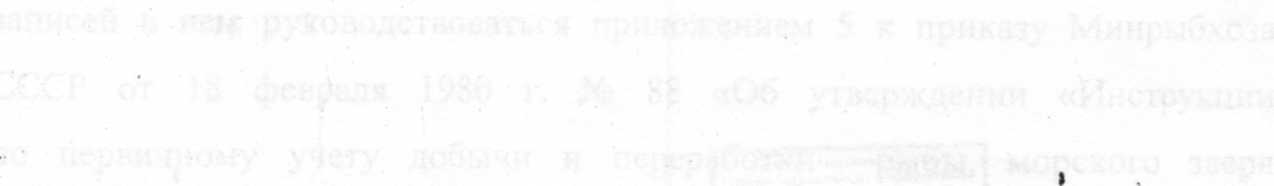 записей в нем руководствоваться приложением 5 к приказу Минрыбхоза
СССР от 18 февраля 1986 г. № 88 «Об утверждении «Инструкции
по первичному учету добычи и переработки рыбы, морского зверя